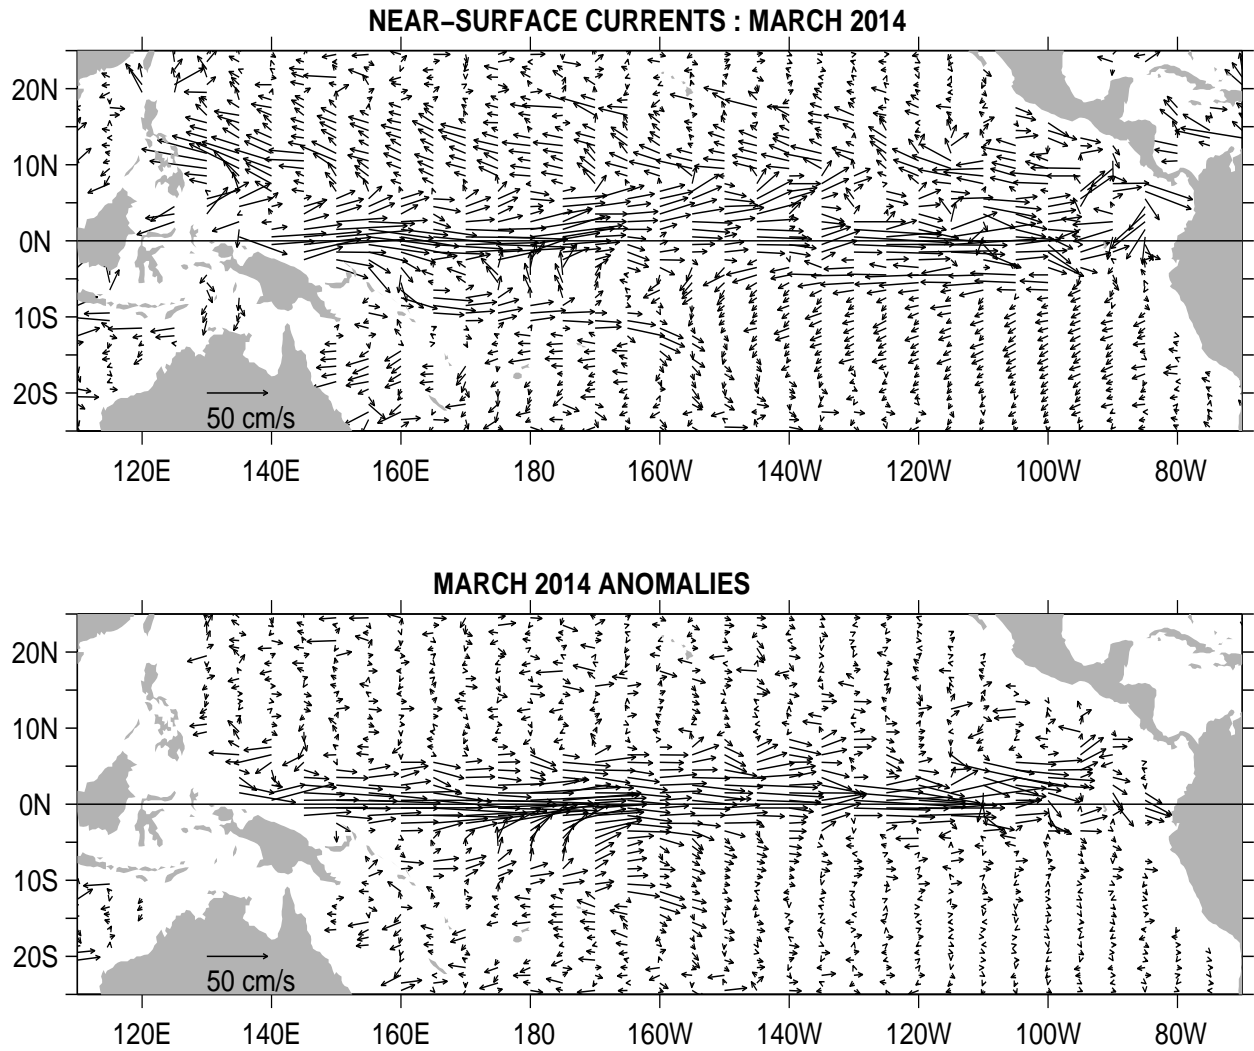 NEAR−SURFACE CURRENTS : MARCH 2014
20N
10N
0N
10S
20S
50 cm/s
120E 140E 160E 180 160W 140W 120W 100W 80W
MARCH 2014 ANOMALIES
20N
10N
0N
10S
20S
50 cm/s
120E 140E 160E 180 160W 140W 120W 100W 80W